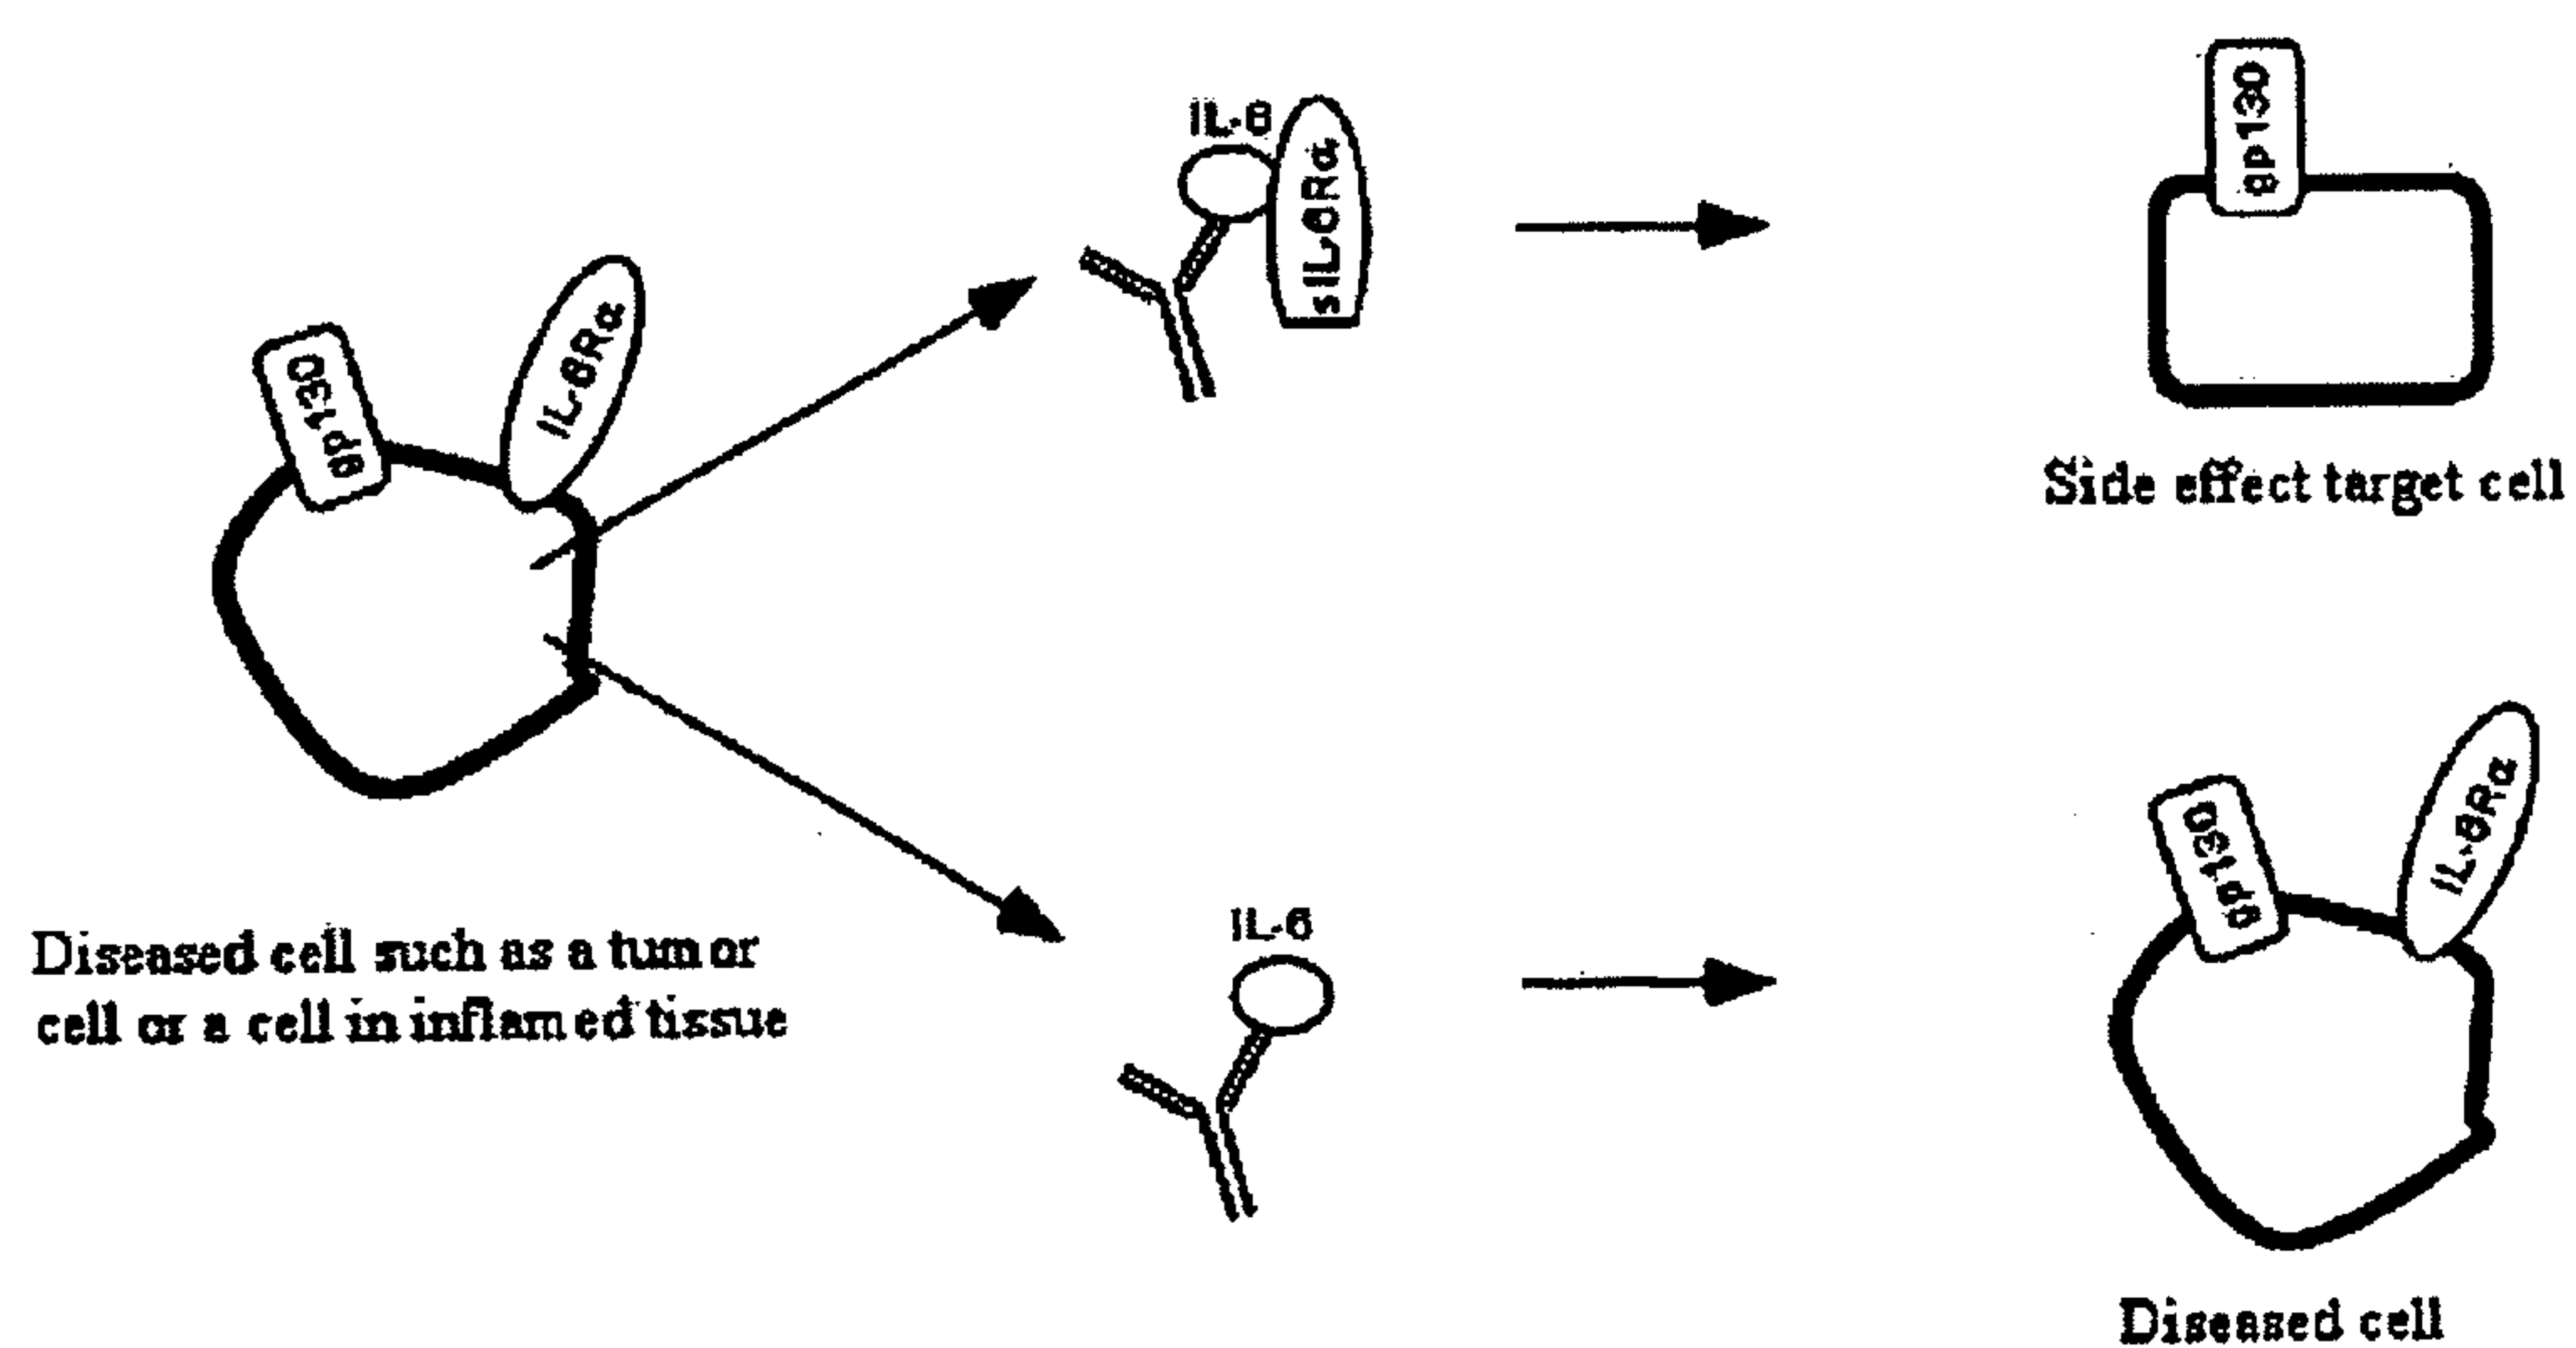 IL-6
sIL-6Rα
gp130
Side effect target cell
gp130
IL-6Rα
Diseased cell such as a tumor
cell or a cell in inflamed tissue
IL-6
gp130
IL-6Rα
Diseased cell